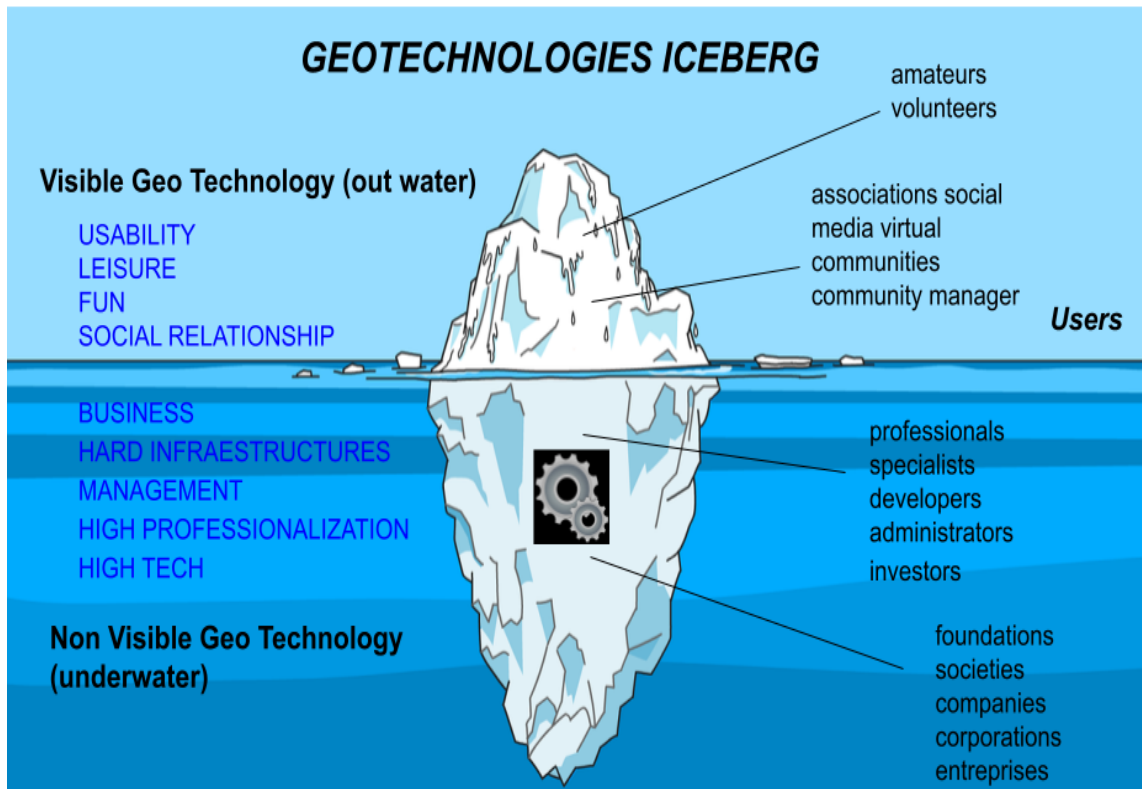 GEOTECHNOLOGIES ICEBERG
amateurs
volunteers
Visible Geo Technology (out water)
USABILITY
LEISURE
FUN
SOCIAL RELATIONSHIP
associations social
media virtual
communities
community manager
Users
BUSINESS
HARD INFRAESTRUCTURES
MANAGEMENT
HIGH PROFESSIONALIZATION
HIGH TECH
professionals
specialists
developers
administrators
investors
Non Visible Geo Technology
(underwater)
foundations
societies
companies
corporations
entreprises